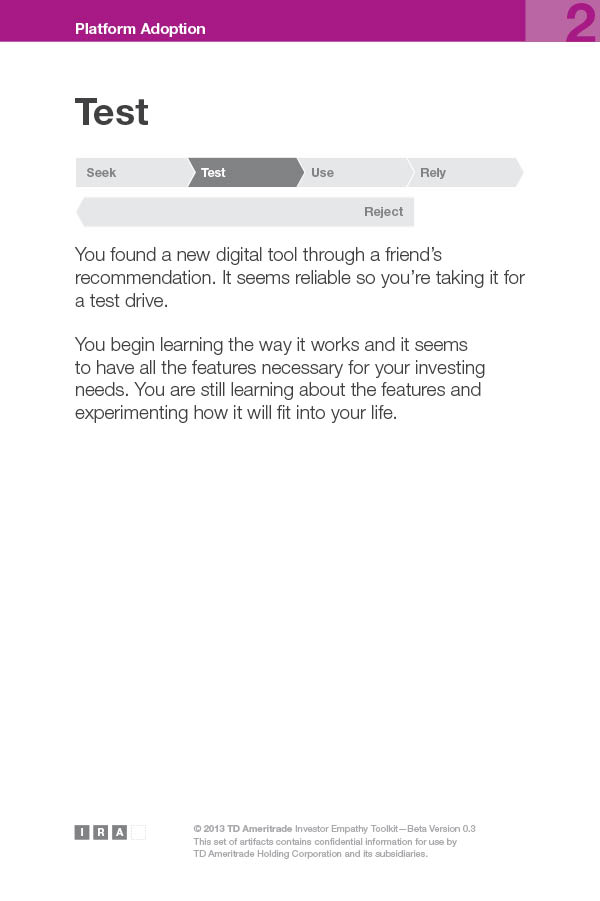 Platform Adoption
2
Test
Seek
Test
Use
Rely
Reject
You found a new digital tool through a friend’s
recommendation. It seems reliable so you’re taking it for
a test drive.
You begin learning the way it works and it seems
to have all the features necessary for your investing
needs. You are still learning about the features and
experimenting how it will fit into your life.
I R A
© 2013 TD Ameritrade Investor Empathy Toolkit—Beta Version 0.3
This set of artifacts contains confidential information for use by
TD Ameritrade Holding Corporation and its subsidiaries.